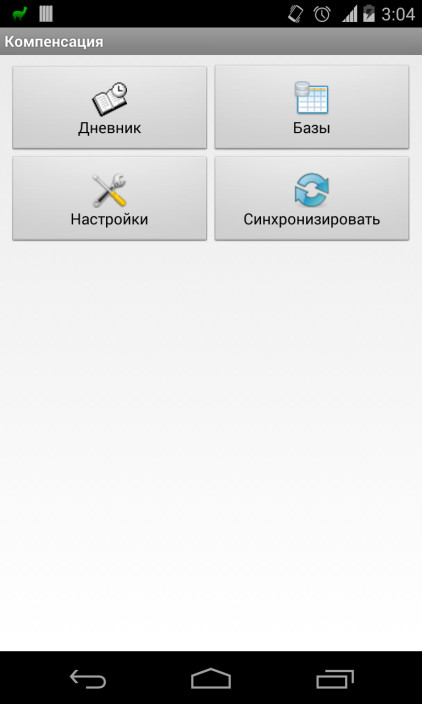 3:04
Компенсация
Дневник
Базы
Настройки
Синхронизировать